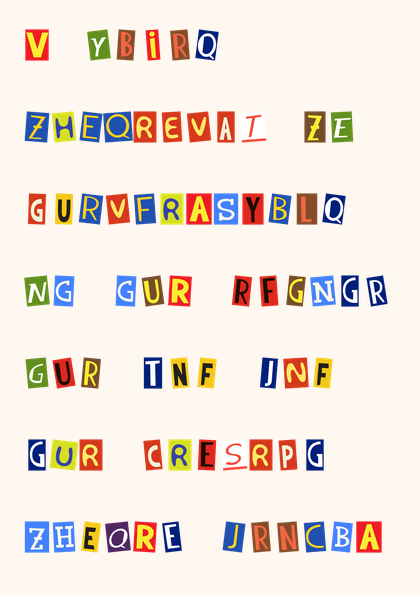 V YBIRQ
ZHEQREVAT ZE
GURVFRASYBLQ
NG GUR RFGNGR
GUR TNF JNF
GUR CRESRPG
ZHEQRE JRNCBA